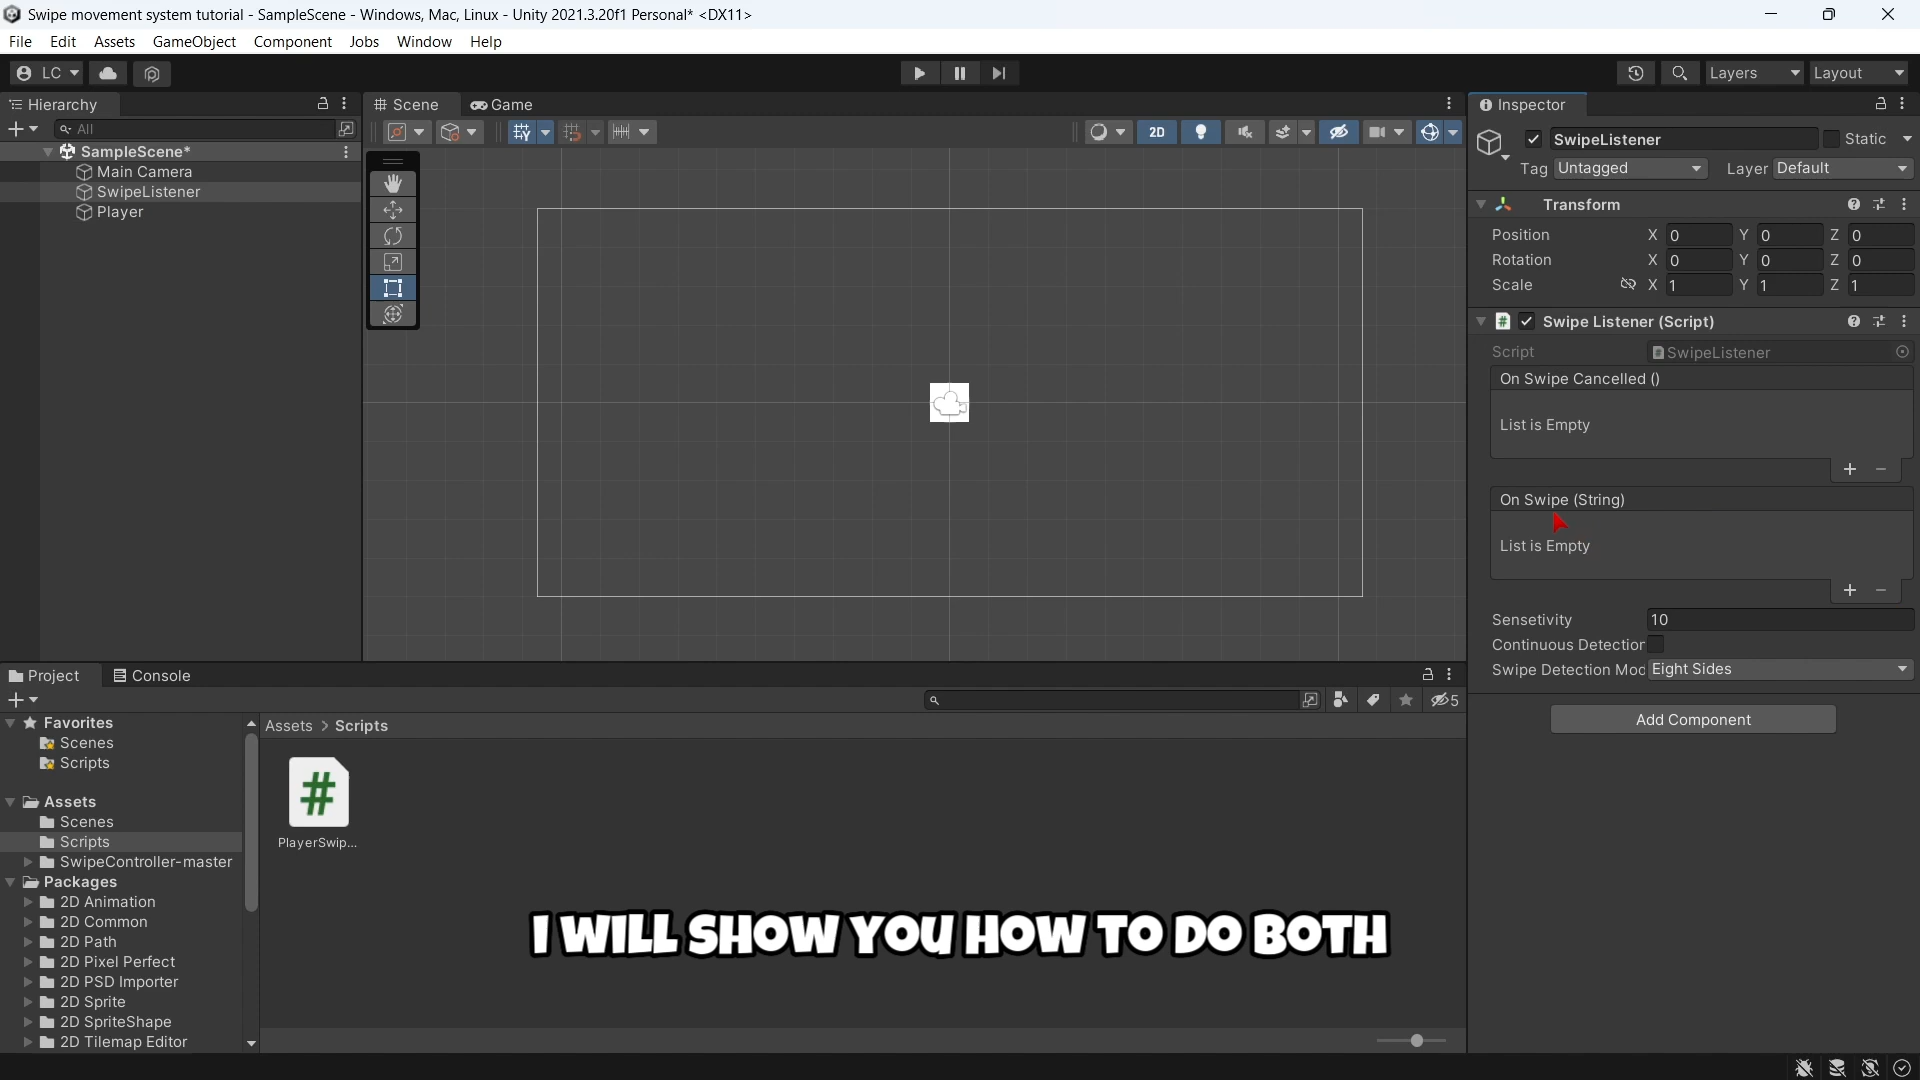 Swipe movement system tutorial - SampleScene - Windows, Mac, Linux - Unity 2021.3.20f1 Personal* <DX11>
File Edit Assets GameObject Component Jobs Window Help
LC
Layers
Layout
Hierarchy
All
SampleScene*
Main Camera
SwipeListener
Player
Scene
Game
2D
Inspector
SwipeListener
Static
Tag Untagged
Layer Default
Transform
Position X 0 Y 0 Z 0
Rotation X 0 Y 0 Z 0
Scale X 1 Y 1 Z 1
Swipe Listener (Script)
Script SwipeListener
On Swipe Cancelled ()
List is Empty
+ −
On Swipe (String)
List is Empty
+ −
Sensetivity 10
Continuous Detection
Swipe Detection Moc Eight Sides
Add Component
Project
Console
5
Favorites
Scenes
Scripts
Assets
Scenes
Scripts
SwipeController-master
Packages
2D Animation
2D Common
2D Path
2D Pixel Perfect
2D PSD Importer
2D Sprite
2D SpriteShape
2D Tilemap Editor
Assets > Scripts
#
PlayerSwip...
I WILL SHOW YOU HOW TO DO BOTH